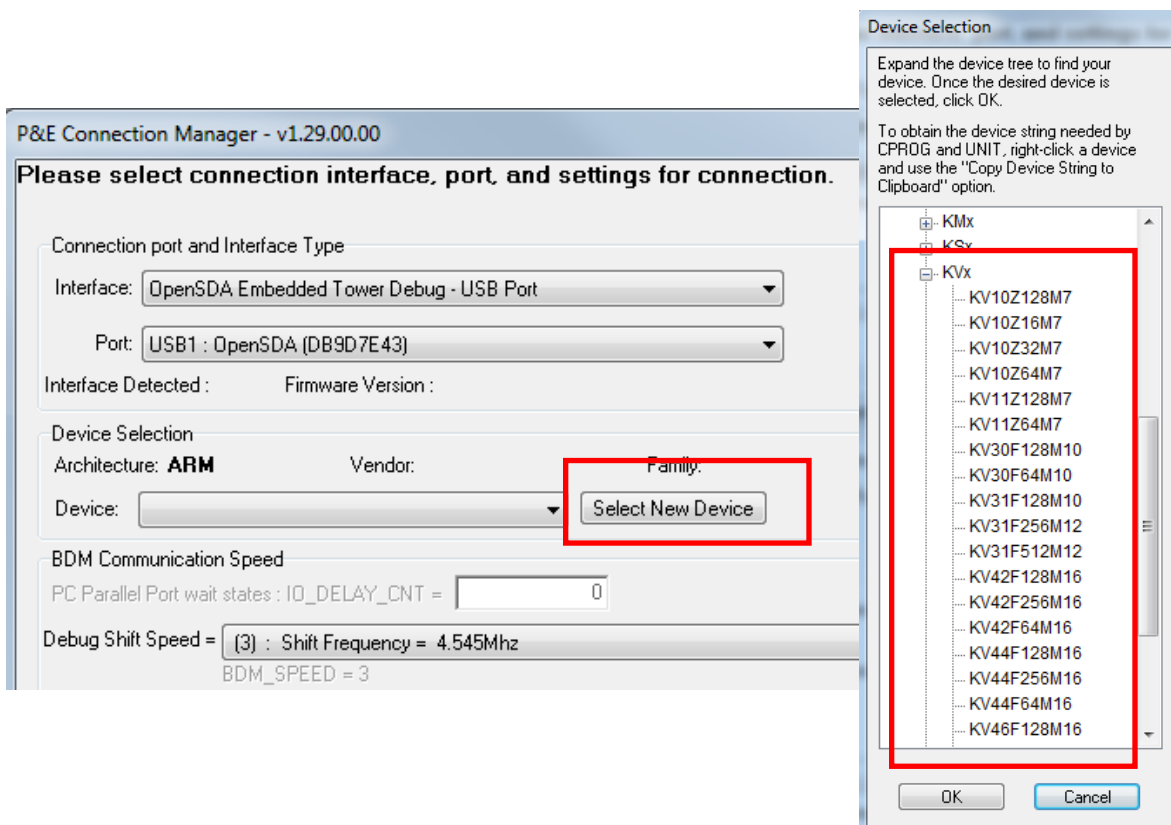 P&E Connection Manager - v1.29.00.00
Please select connection interface, port, and settings for connection.
Connection port and Interface Type
Interface: OpenSDA Embedded Tower Debug - USB Port
Port: USB1 : OpenSDA (DB9D7E43)
Interface Detected : Firmware Version :
Device Selection
Architecture: ARM Vendor: Family:
Device: Select New Device
BDM Communication Speed
PC Parallel Port wait states : IO_DELAY_CNT = 0
Debug Shift Speed = (3) : Shift Frequency = 4.545Mhz
BDM_SPEED = 3
Device Selection
Expand the device tree to find your
device. Once the desired device is
selected, click OK.
To obtain the device string needed by
CPROG and UNIT, right-click a device
and use the "Copy Device String to
Clipboard" option.
KMx
KSx
KVx
KV10Z128M7
KV10Z16M7
KV10Z32M7
KV10Z64M7
KV11Z128M7
KV11Z64M7
KV30F128M10
KV30F64M10
KV31F128M10
KV31F256M12
KV31F512M12
KV42F128M16
KV42F256M16
KV42F64M16
KV44F128M16
KV44F256M16
KV44F64M16
KV46F128M16
OK Cancel